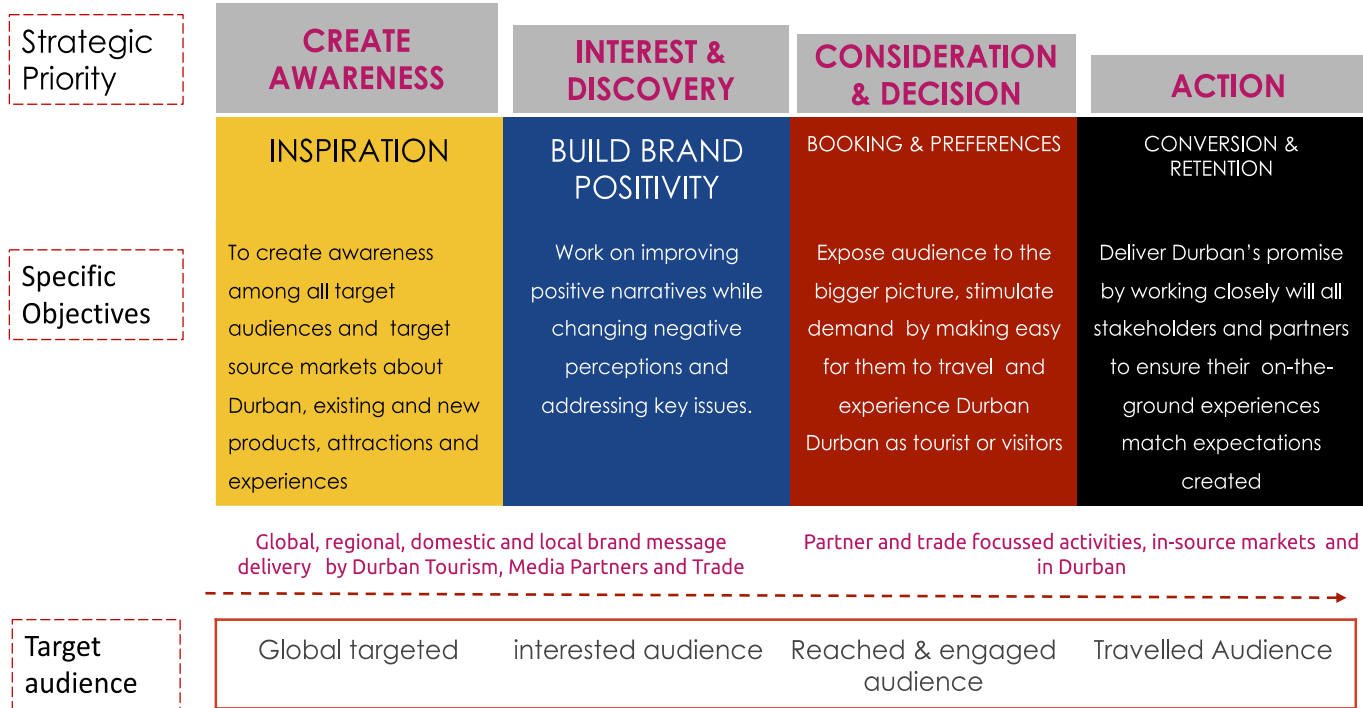 Strategic
Priority
CREATE
AWARENESS
INTEREST &
DISCOVERY
CONSIDERATION
& DECISION
ACTION
Specific
Objectives
INSPIRATION
To create awareness
among all target
audiences and target
source markets about
Durban, existing and new
products, attractions and
experiences
BUILD BRAND
POSITIVITY
Work on improving
positive narratives while
changing negative
perceptions and
addressing key issues.
BOOKING & PREFERENCES
Expose audience to the
bigger picture, stimulate
demand by making easy
for them to travel and
experience Durban
Durban as tourist or visitors
CONVERSION &
RETENTION
Deliver Durban’s promise
by working closely will all
stakeholders and partners
to ensure their on-the-
ground experiences
match expectations
created
Global, regional, domestic and local brand message
delivery by Durban Tourism, Media Partners and Trade
Partner and trade focussed activities, in-source markets and
in Durban
Target
audience
Global targeted
interested audience
Reached & engaged
audience
Travelled Audience